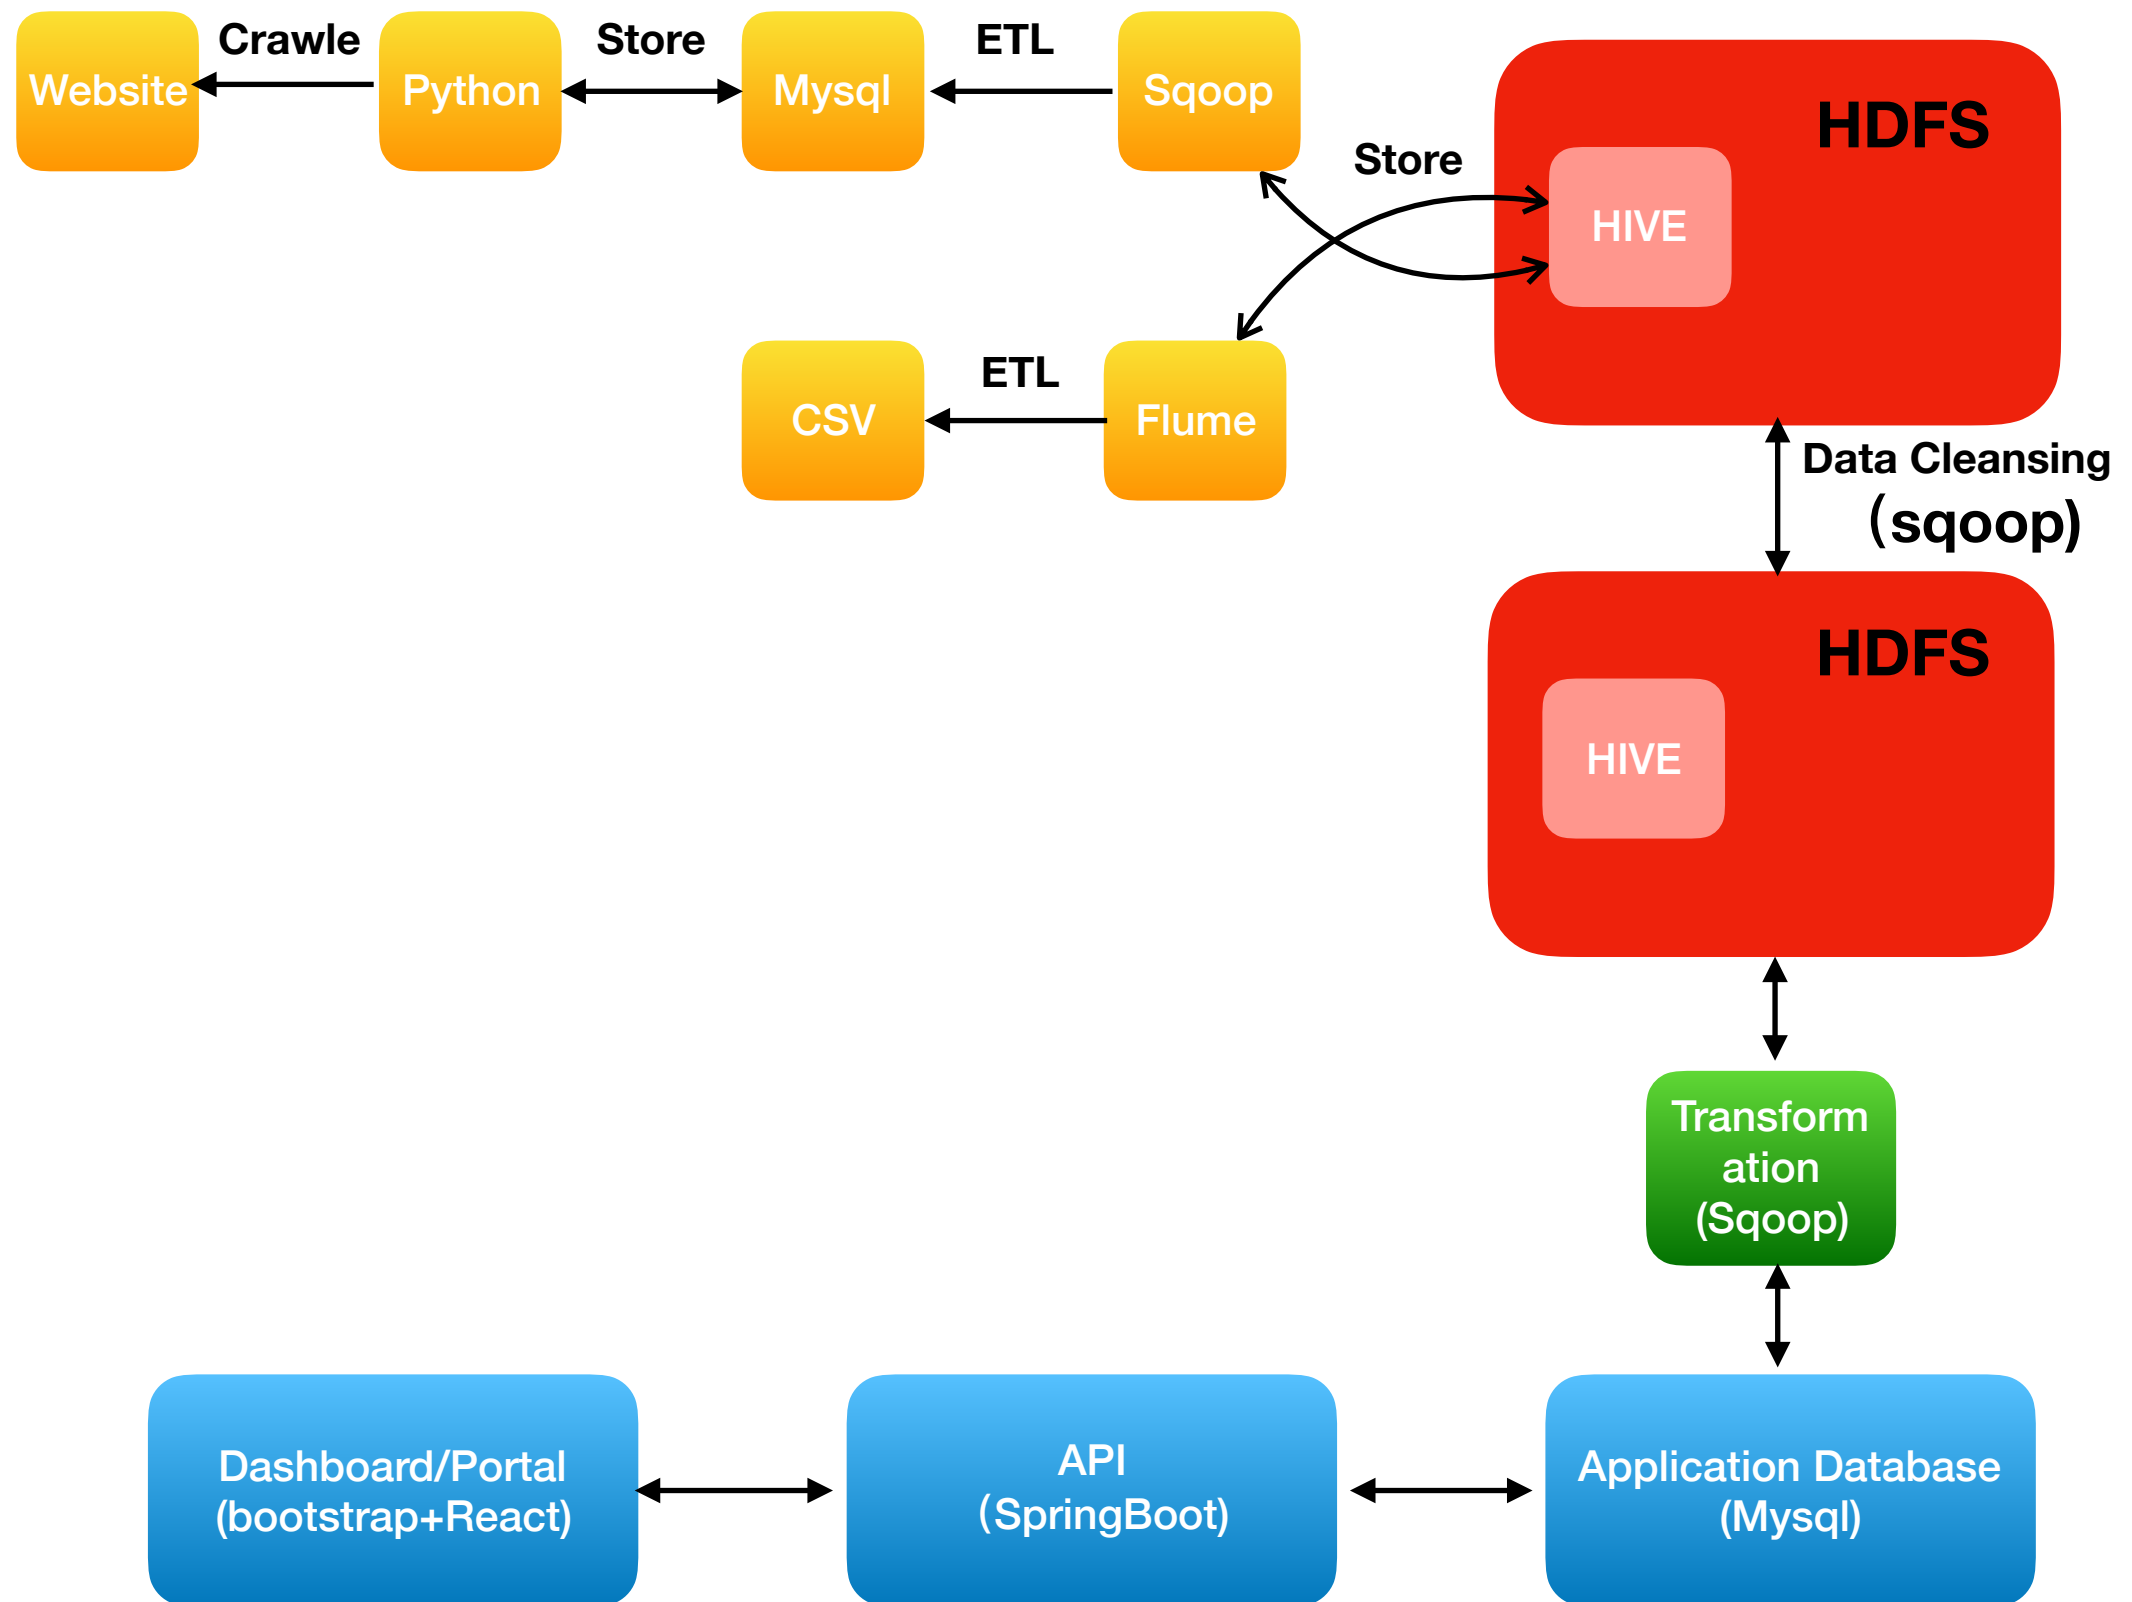 Crawle
Store
ETL
Website
Python
Mysql
Sqoop
HDFS
Store
HIVE
ETL
CSV
Flume
Data Cleansing
(sqoop)
HDFS
HIVE
Transform
ation
(Sqoop)
Dashboard/Portal
(bootstrap+React)
API
(SpringBoot)
Application Database
(Mysql)